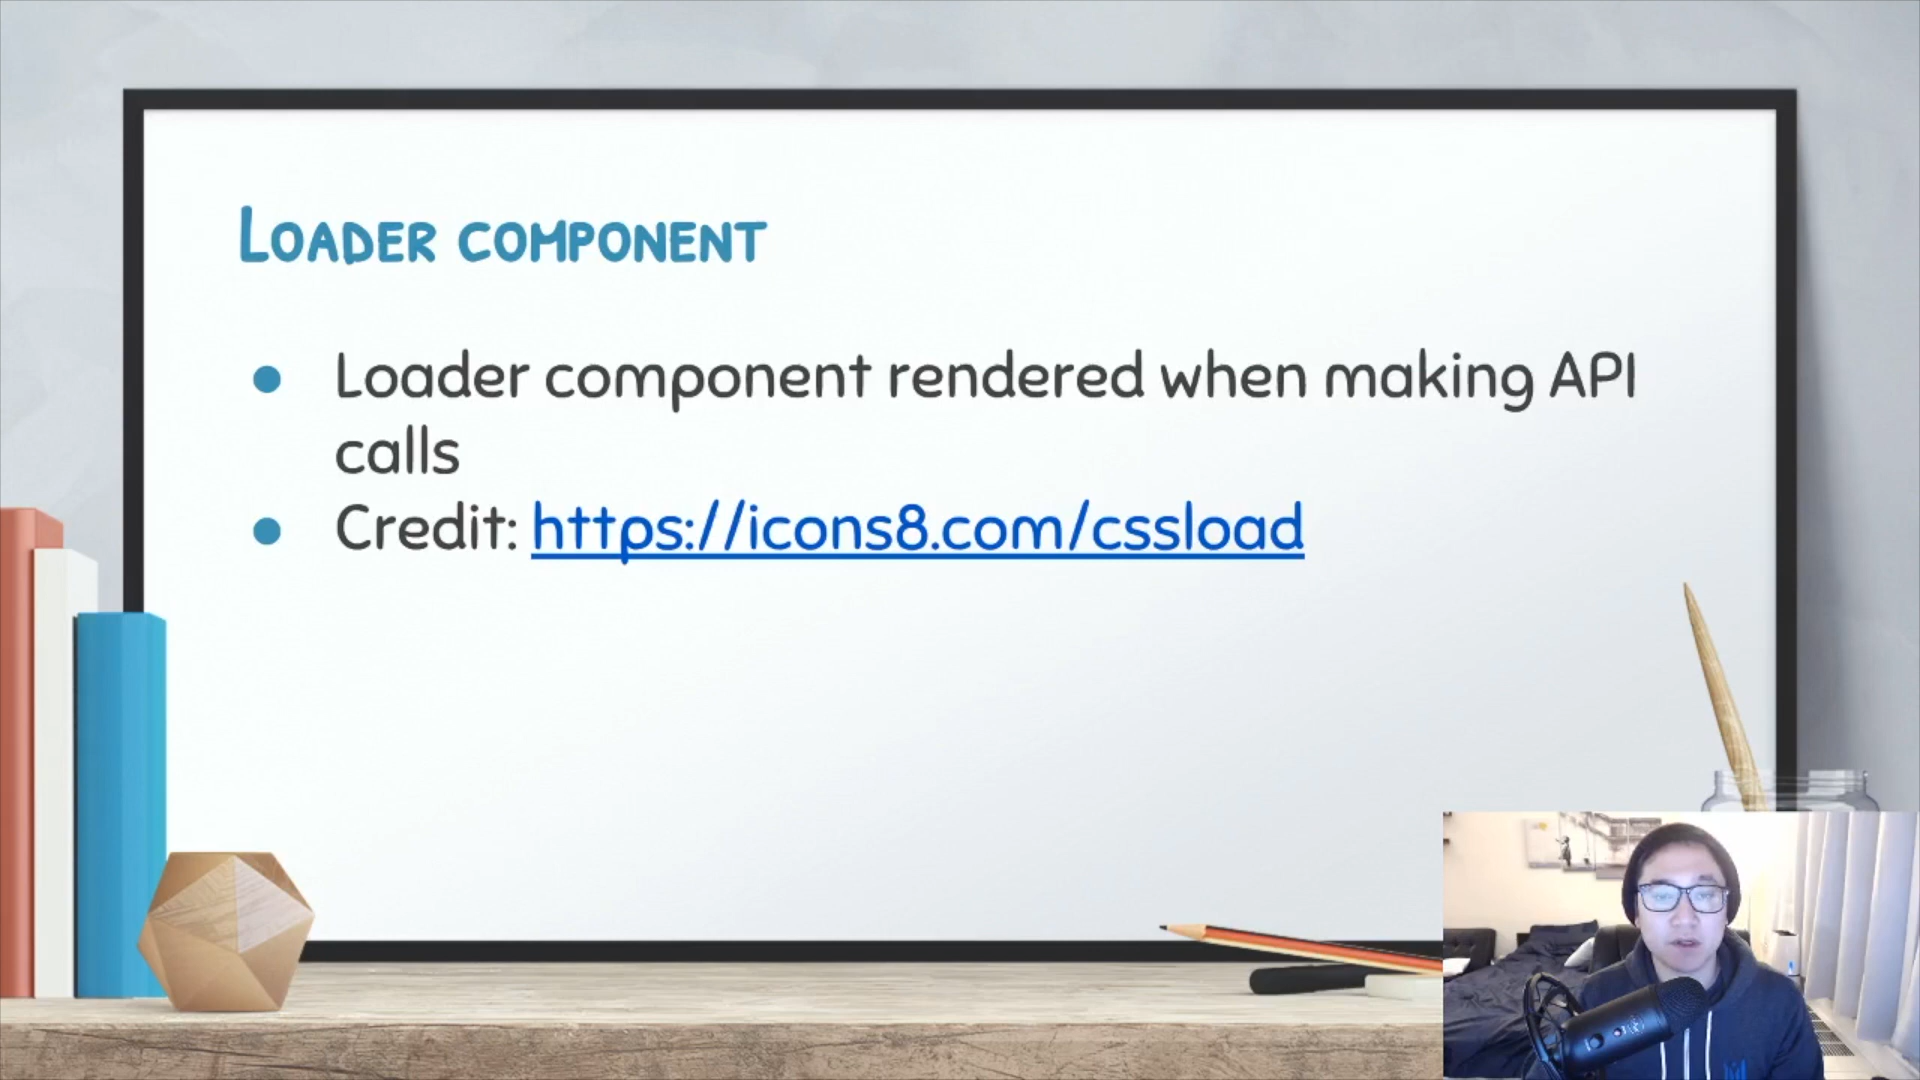 Loader component
● Loader component rendered when making API
calls
● Credit: https://icons8.com/cssload